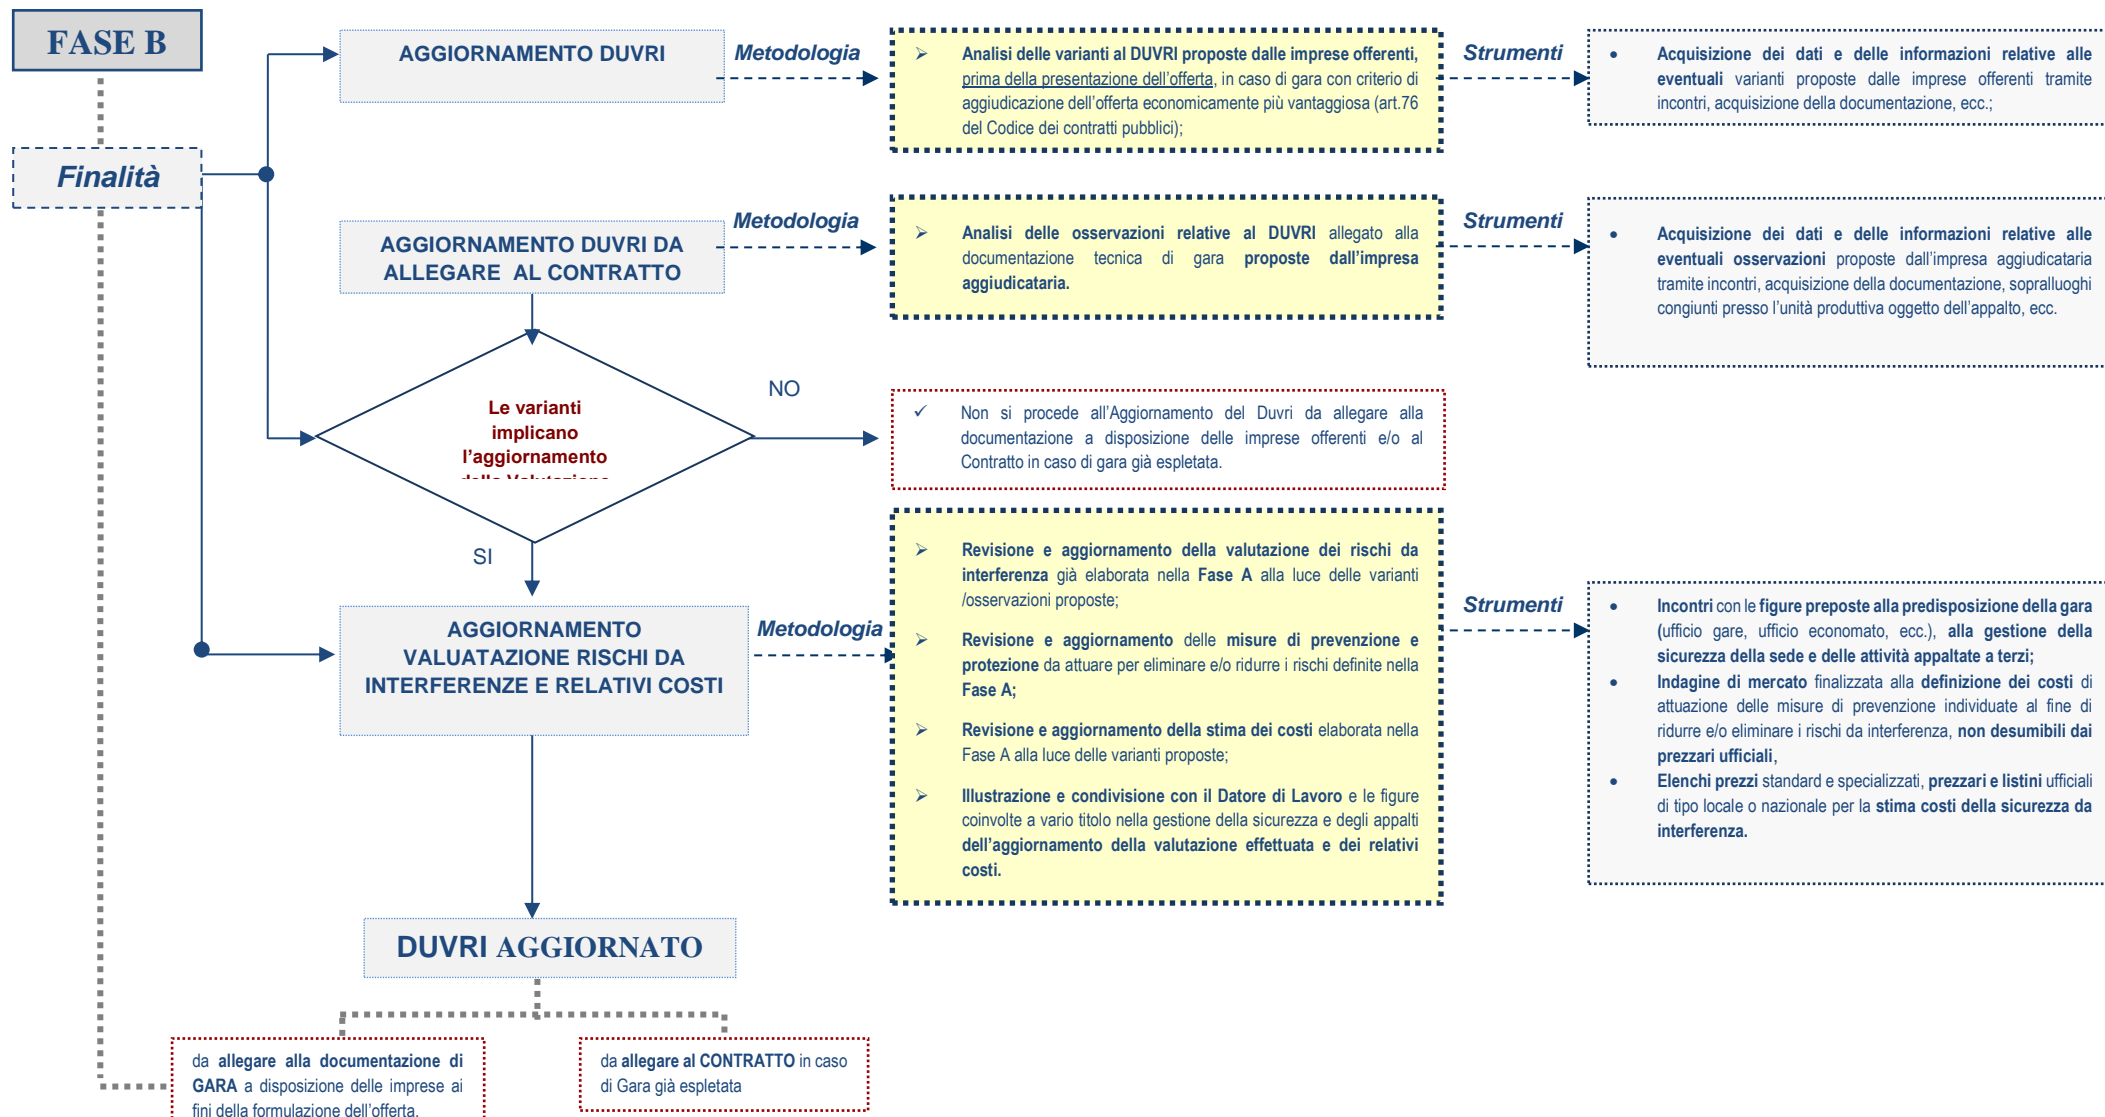 FASE B
Finalità
AGGIORNAMENTO DUVRI
Metodologia
➢ Analisi delle varianti al DUVRI proposte dalle imprese offerenti,
prima della presentazione dell’offerta, in caso di gara con criterio di
aggiudicazione dell’offerta economicamente più vantaggiosa (art.76
del Codice dei contratti pubblici);
Strumenti
• Acquisizione dei dati e delle informazioni relative alle
eventuali varianti proposte dalle imprese offerenti tramite
incontri, acquisizione della documentazione, ecc.;
AGGIORNAMENTO DUVRI DA
ALLEGARE AL CONTRATTO
Metodologia
➢ Analisi delle osservazioni relative al DUVRI allegato alla
documentazione tecnica di gara proposte dall’impresa
aggiudicataria.
Strumenti
• Acquisizione dei dati e delle informazioni relative alle
eventuali osservazioni proposte dall’impresa aggiudicataria
tramite incontri, acquisizione della documentazione, sopralluoghi
congiunti presso l’unità produttiva oggetto dell’appalto, ecc.
Le varianti
implicano
l’aggiornamento
della Valutazione
NO
✓ Non si procede all’Aggiornamento del Duvri da allegare alla
documentazione a disposizione delle imprese offerenti e/o al
Contratto in caso di gara già espletata.
SI
AGGIORNAMENTO
VALUATAZIONE RISCHI DA
INTERFERENZE E RELATIVI COSTI
Metodologia
➢ Revisione e aggiornamento della valutazione dei rischi da
interferenza già elaborata nella Fase A alla luce delle varianti
/osservazioni proposte;
➢ Revisione e aggiornamento delle misure di prevenzione e
protezione da attuare per eliminare e/o ridurre i rischi definite nella
Fase A;
➢ Revisione e aggiornamento della stima dei costi elaborata nella
Fase A alla luce delle varianti proposte;
➢ Illustrazione e condivisione con il Datore di Lavoro e le figure
coinvolte a vario titolo nella gestione della sicurezza e degli appalti
dell’aggiornamento della valutazione effettuata e dei relativi
costi.
Strumenti
• Incontri con le figure preposte alla predisposizione della gara
(ufficio gare, ufficio economato, ecc.), alla gestione della
sicurezza della sede e delle attività appaltate a terzi;
• Indagine di mercato finalizzata alla definizione dei costi di
attuazione delle misure di prevenzione individuate al fine di
ridurre e/o eliminare i rischi da interferenza, non desumibili dai
prezzari ufficiali,
• Elenchi prezzi standard e specializzati, prezzari e listini ufficiali
di tipo locale o nazionale per la stima costi della sicurezza da
interferenza.
DUVRI AGGIORNATO
da allegare alla documentazione di
GARA a disposizione delle imprese ai
fini della formulazione dell’offerta.
da allegare al CONTRATTO in caso
di Gara già espletata